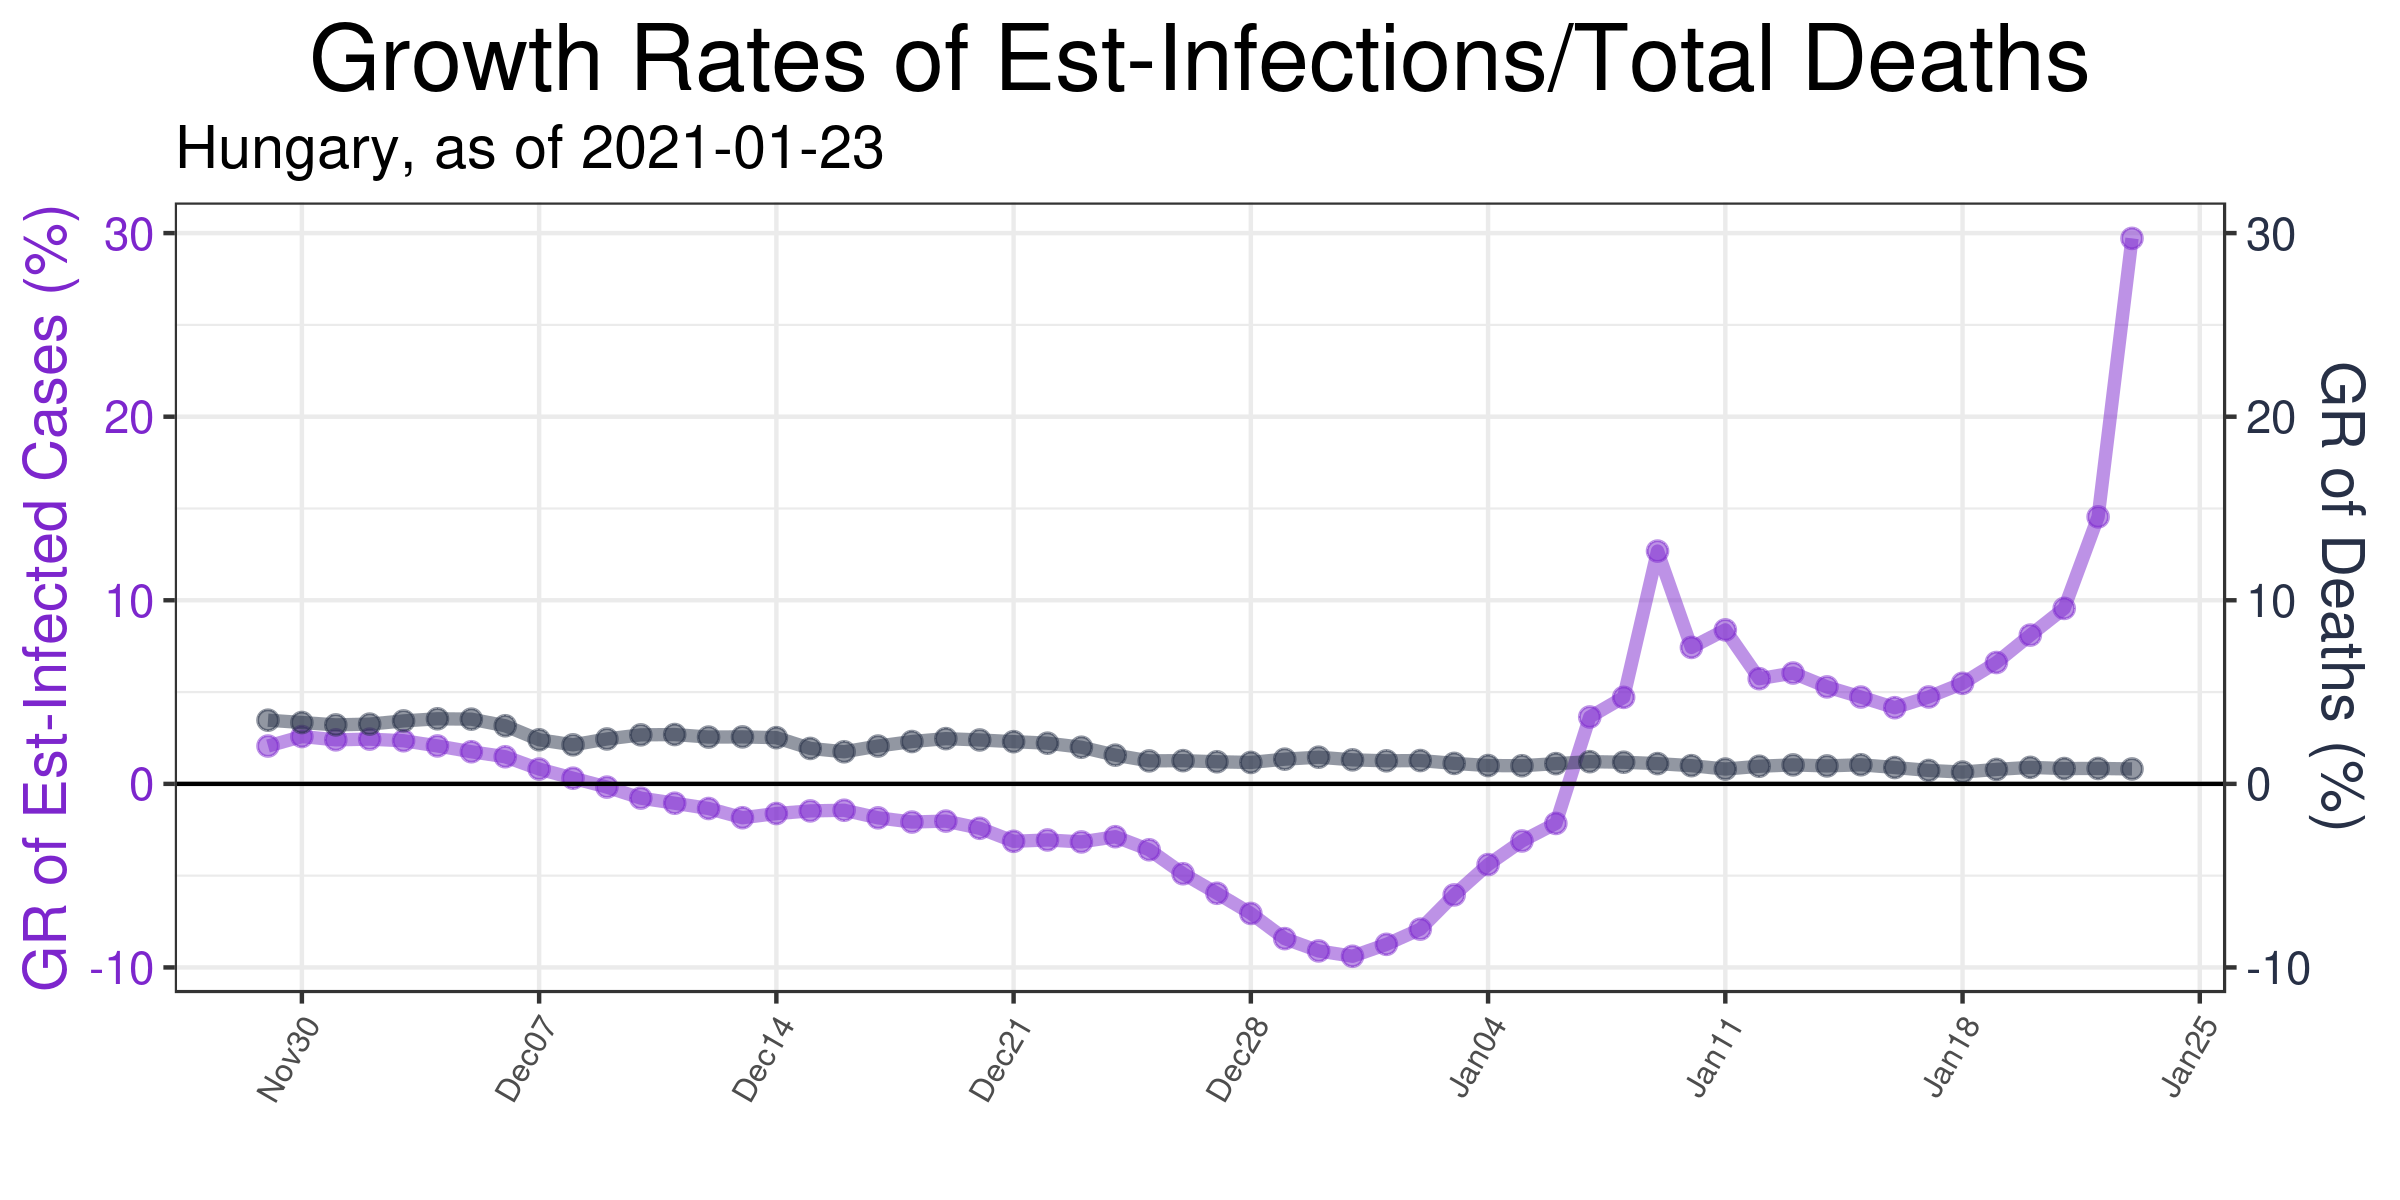 Growth Rates of Est-Infections/Total Deaths
Hungary, as of 2021-01-23
GR of Est-Infected Cases (%)
30
20
10
0
-10
30
20
10
0
-10
GR of Deaths (%)
Nov30
Dec07
Dec14
Dec21
Dec28
Jan04
Jan11
Jan18
Jan25